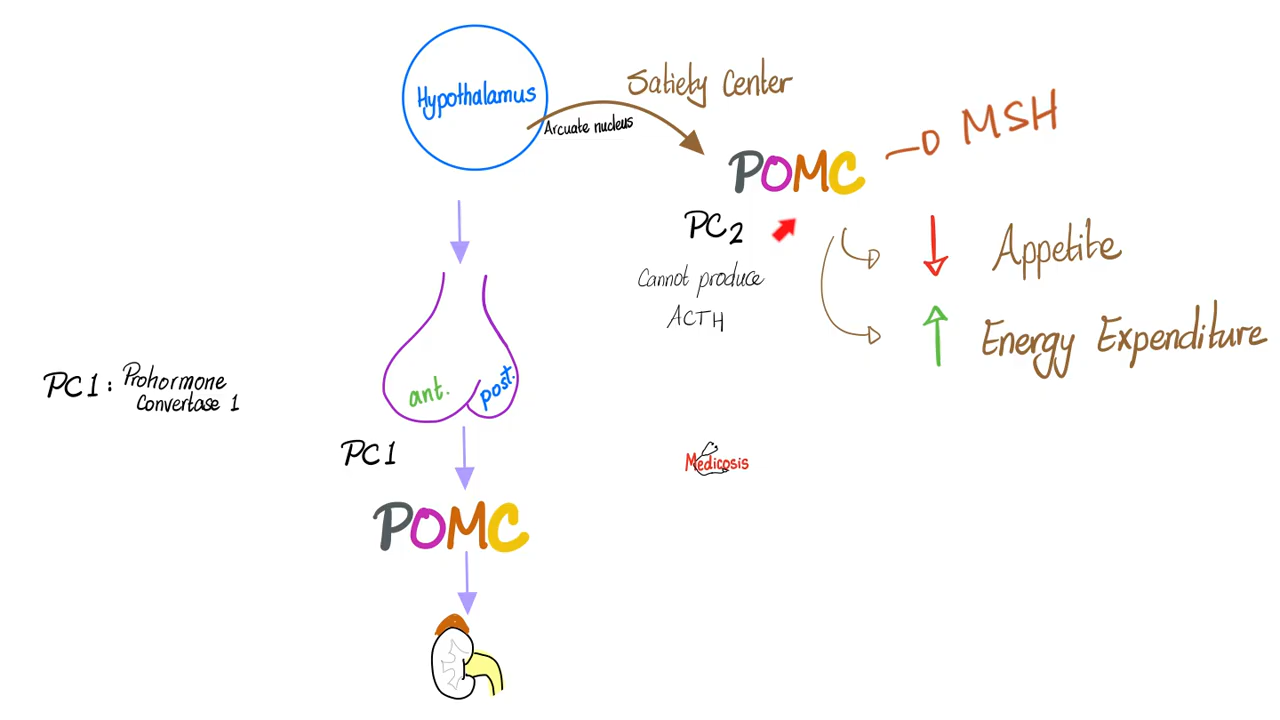 Hypothalamus
Satiety Center
Arcuate nucleus
POMC
MSH
PC2
Cannot produce
ACTH
Appetite
Energy Expenditure
PC1: Prohormone
Convertase 1
ant.
post.
PC1
Medicosis
POMC